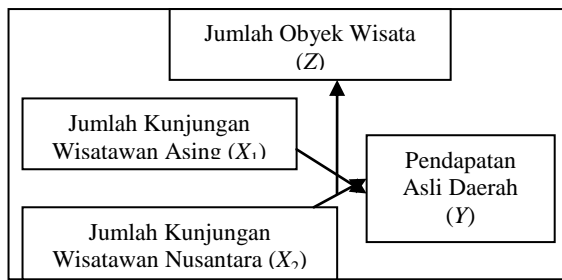 Jumlah Obyek Wisata
(Z)
Jumlah Kunjungan
Wisatawan Asing (X₁)
Pendapatan
Asli Daerah
(Y)
Jumlah Kunjungan
Wisatawan Nusantara (X₂)